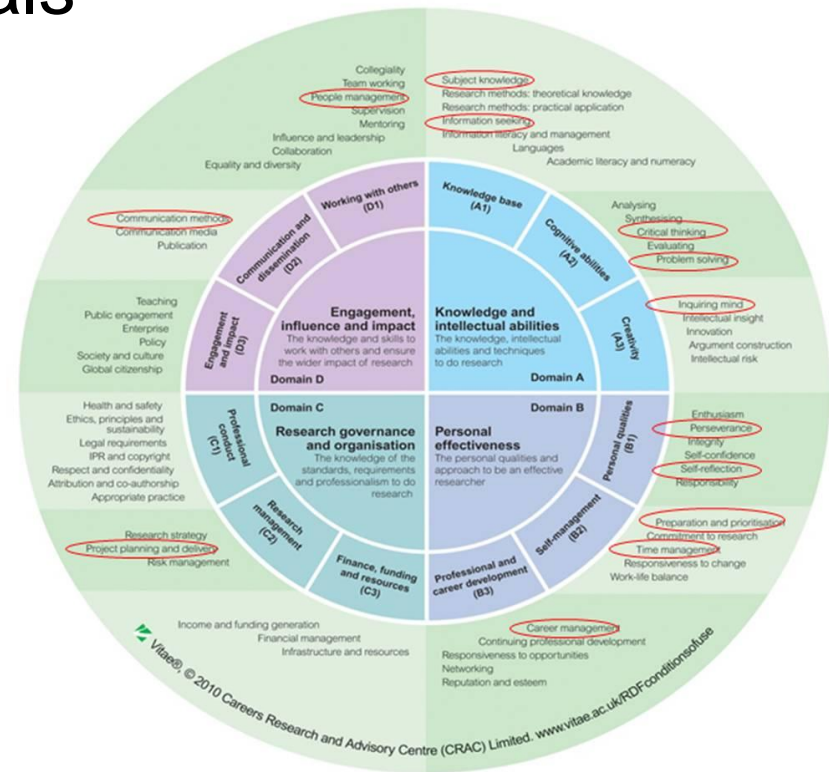 Collegiality
Team working
People management
Supervision
Mentoring
Influence and leadership
Collaboration
Equality and diversity
Subject knowledge
Research methods: theoretical knowledge
Research methods: practical application
Information seeking
Information literacy and management
Languages
Academic literacy and numeracy
Communication methods
Communication media
Publication
Analysing
Synthesising
Critical thinking
Evaluating
Problem solving
Teaching
Public engagement
Enterprise
Policy
Society and culture
Global citizenship
Inquiring mind
Intellectual insight
Innovation
Argument construction
Intellectual risk
Working with others
(D1)
Communication and
dissemination
(D2)
Engagement
and impact
(D3)
Knowledge base
(A1)
Cognitive abilities
(A2)
Creativity
(A3)
Engagement,
influence and impact
The knowledge and skills to
work with others and ensure
the wider impact of research
Domain D
Knowledge and
intellectual abilities
The knowledge, intellectual
abilities and techniques
to do research
Domain A
Domain C
Research governance
and organisation
The knowledge of the
standards, requirements
and professionalism to do
research
Domain B
Personal
effectiveness
The personal qualities and
approach to be an effective
researcher
Professional
conduct
(C1)
Research
management
(C2)
Finance, funding
and resources
(C3)
Personal qualities
(B1)
Self-management
(B2)
Professional and
career development
(B3)
Health and safety
Ethics, principles and
sustainability
Legal requirements
IPR and copyright
Respect and confidentiality
Attribution and co-authorship
Appropriate practice
Enthusiasm
Perseverance
Integrity
Self-confidence
Self-reflection
Responsibility
Research strategy
Project planning and delivery
Risk management
Preparation and prioritisation
Commitment to research
Time management
Responsiveness to change
Work-life balance
Income and funding generation
Financial management
Infrastructure and resources
Career management
Continuing professional development
Responsiveness to opportunities
Networking
Reputation and esteem
Vitae®, © 2010 Careers Research and Advisory Centre (CRAC) Limited. www.vitae.ac.uk/RDFconditionsofuse